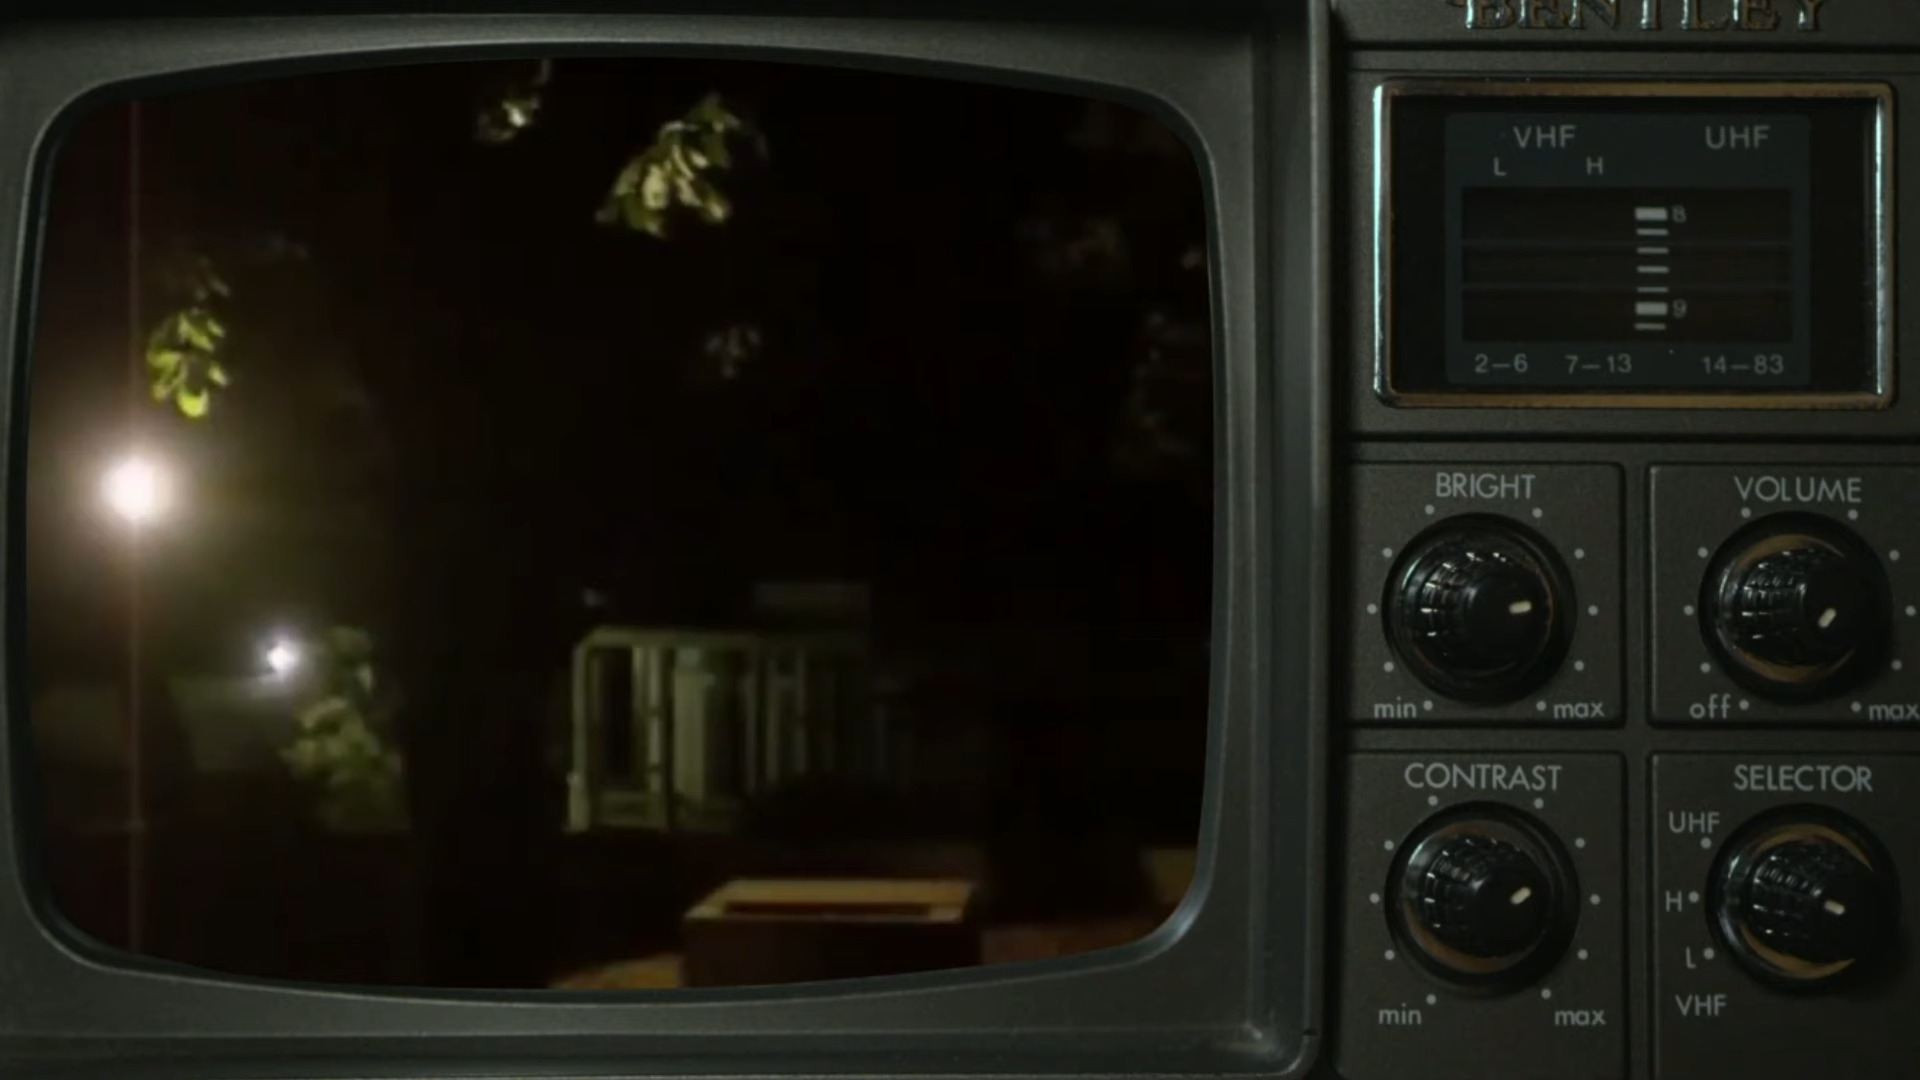 BENTLEY
VHF UHF
L H
8
9
2–6 7–13 14–83
BRIGHT
min max
VOLUME
off max
CONTRAST
min max
SELECTOR
UHF
H
L
VHF